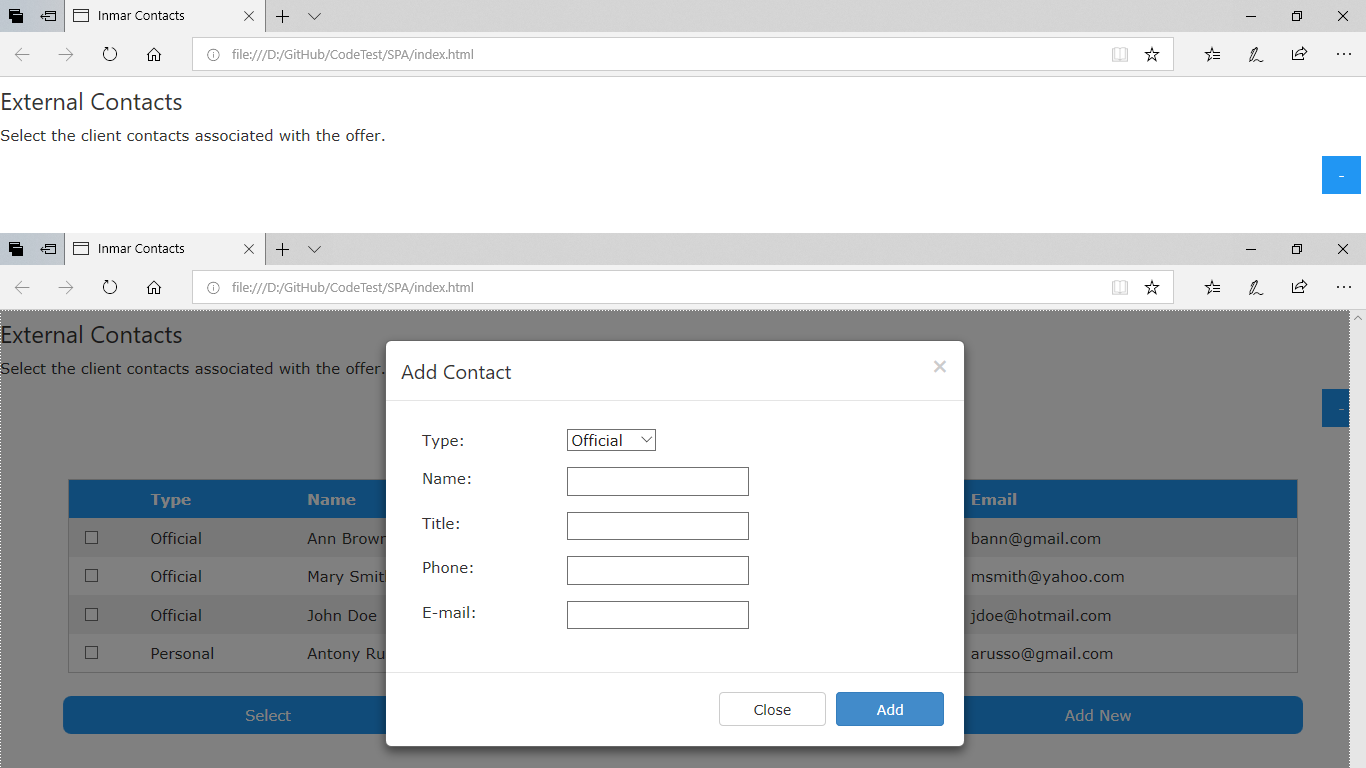 Inmar Contacts
file:///D:/GitHub/CodeTest/SPA/index.html
External Contacts
Select the client contacts associated with the offer.
-
Inmar Contacts
file:///D:/GitHub/CodeTest/SPA/index.html
External Contacts
Select the client contacts associated with the offer.
-
Add Contact
Type: Official
Name:
Title:
Phone:
E-mail:
Close Add
Type Name Email
Official Ann Brown bann@gmail.com
Official Mary Smit msmith@yahoo.com
Official John Doe jdoe@hotmail.com
Personal Antony Ru arusso@gmail.com
Select Add New